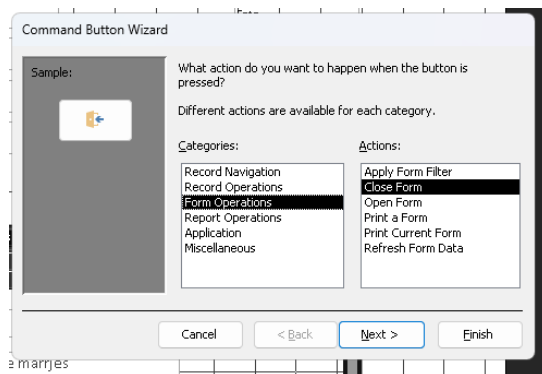 Command Button Wizard
Sample:
What action do you want to happen when the button is
pressed?
Different actions are available for each category.
Categories:
Actions:
Record Navigation
Record Operations
Form Operations
Report Operations
Application
Miscellaneous
Apply Form Filter
Close Form
Open Form
Print a Form
Print Current Form
Refresh Form Data
Cancel
< Back
Next >
Finish
e marrjes